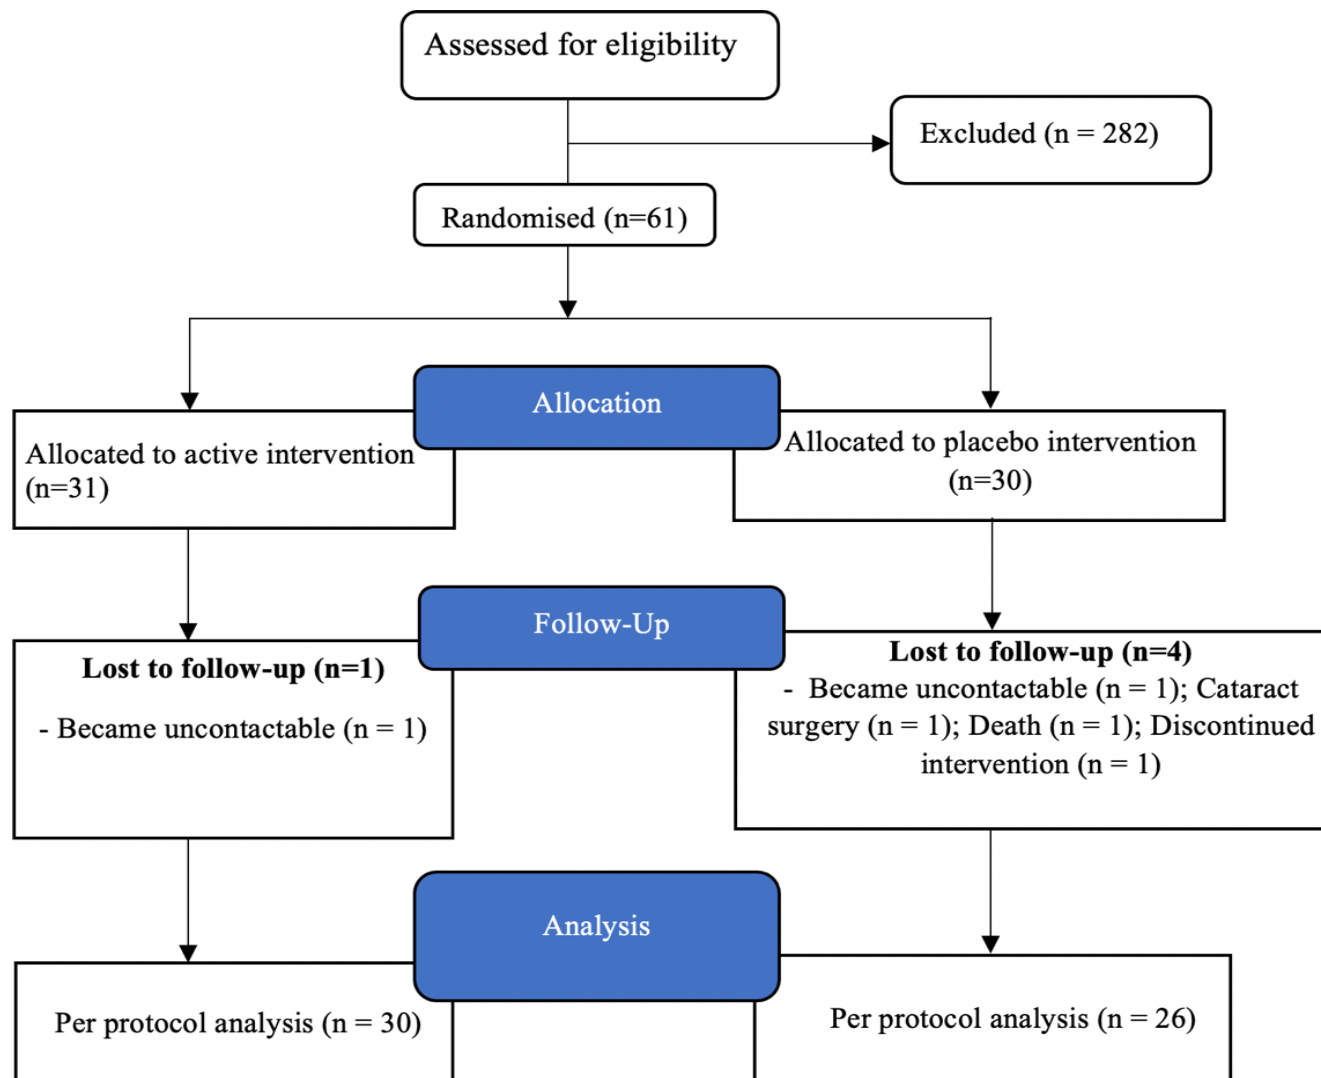 Assessed for eligibility
Excluded (n = 282)
Randomised (n=61)
Allocation
Allocated to active intervention
(n=31)
Allocated to placebo intervention
(n=30)
Follow-Up
Lost to follow-up (n=1)
- Became uncontactable (n = 1)
Lost to follow-up (n=4)
- Became uncontactable (n = 1); Cataract
surgery (n = 1); Death (n = 1); Discontinued
intervention (n = 1)
Analysis
Per protocol analysis (n = 30)
Per protocol analysis (n = 26)